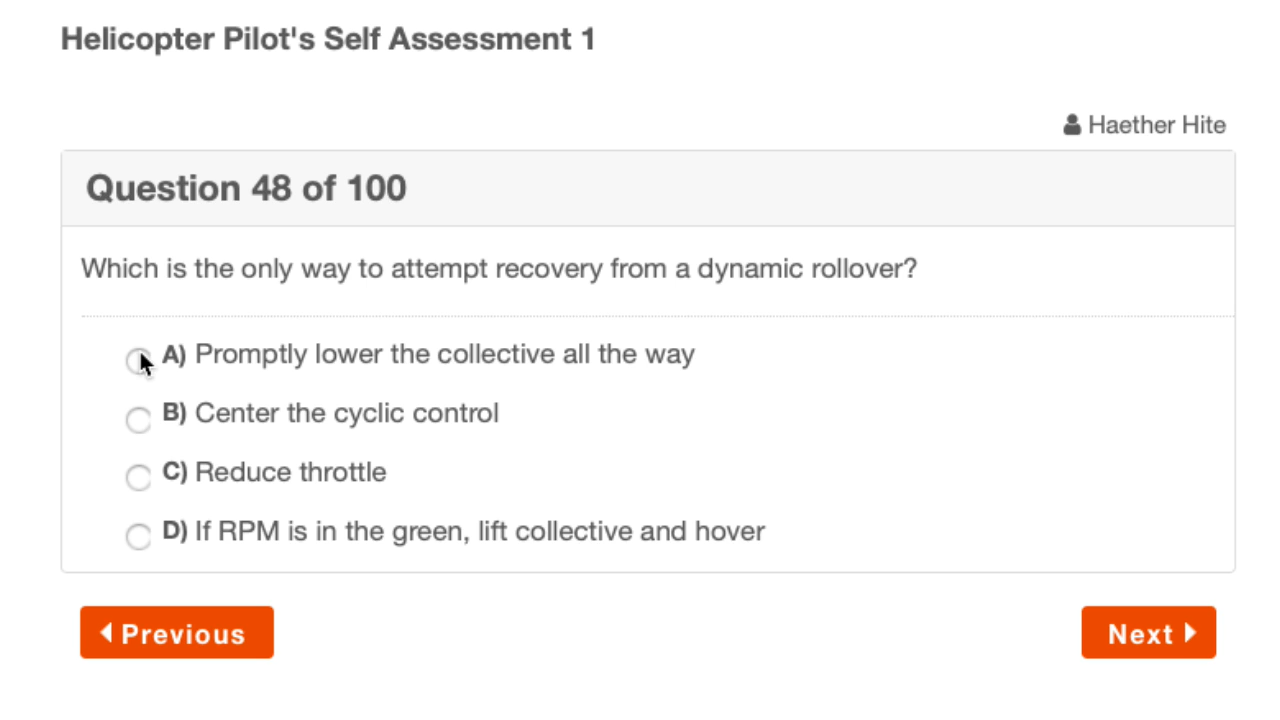 Helicopter Pilot's Self Assessment 1
Haether Hite
Question 48 of 100
Which is the only way to attempt recovery from a dynamic rollover?
A) Promptly lower the collective all the way
B) Center the cyclic control
C) Reduce throttle
D) If RPM is in the green, lift collective and hover
Previous
Next